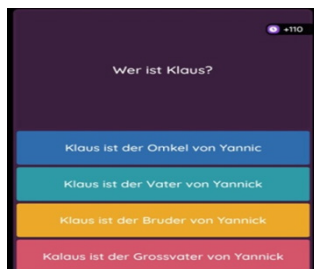 +110
Wer ist Klaus?
Klaus ist der Omkel von Yannic
Klaus ist der Vater von Yannick
Klaus ist der Bruder von Yannick
Kalaus ist der Grossvater von Yannick